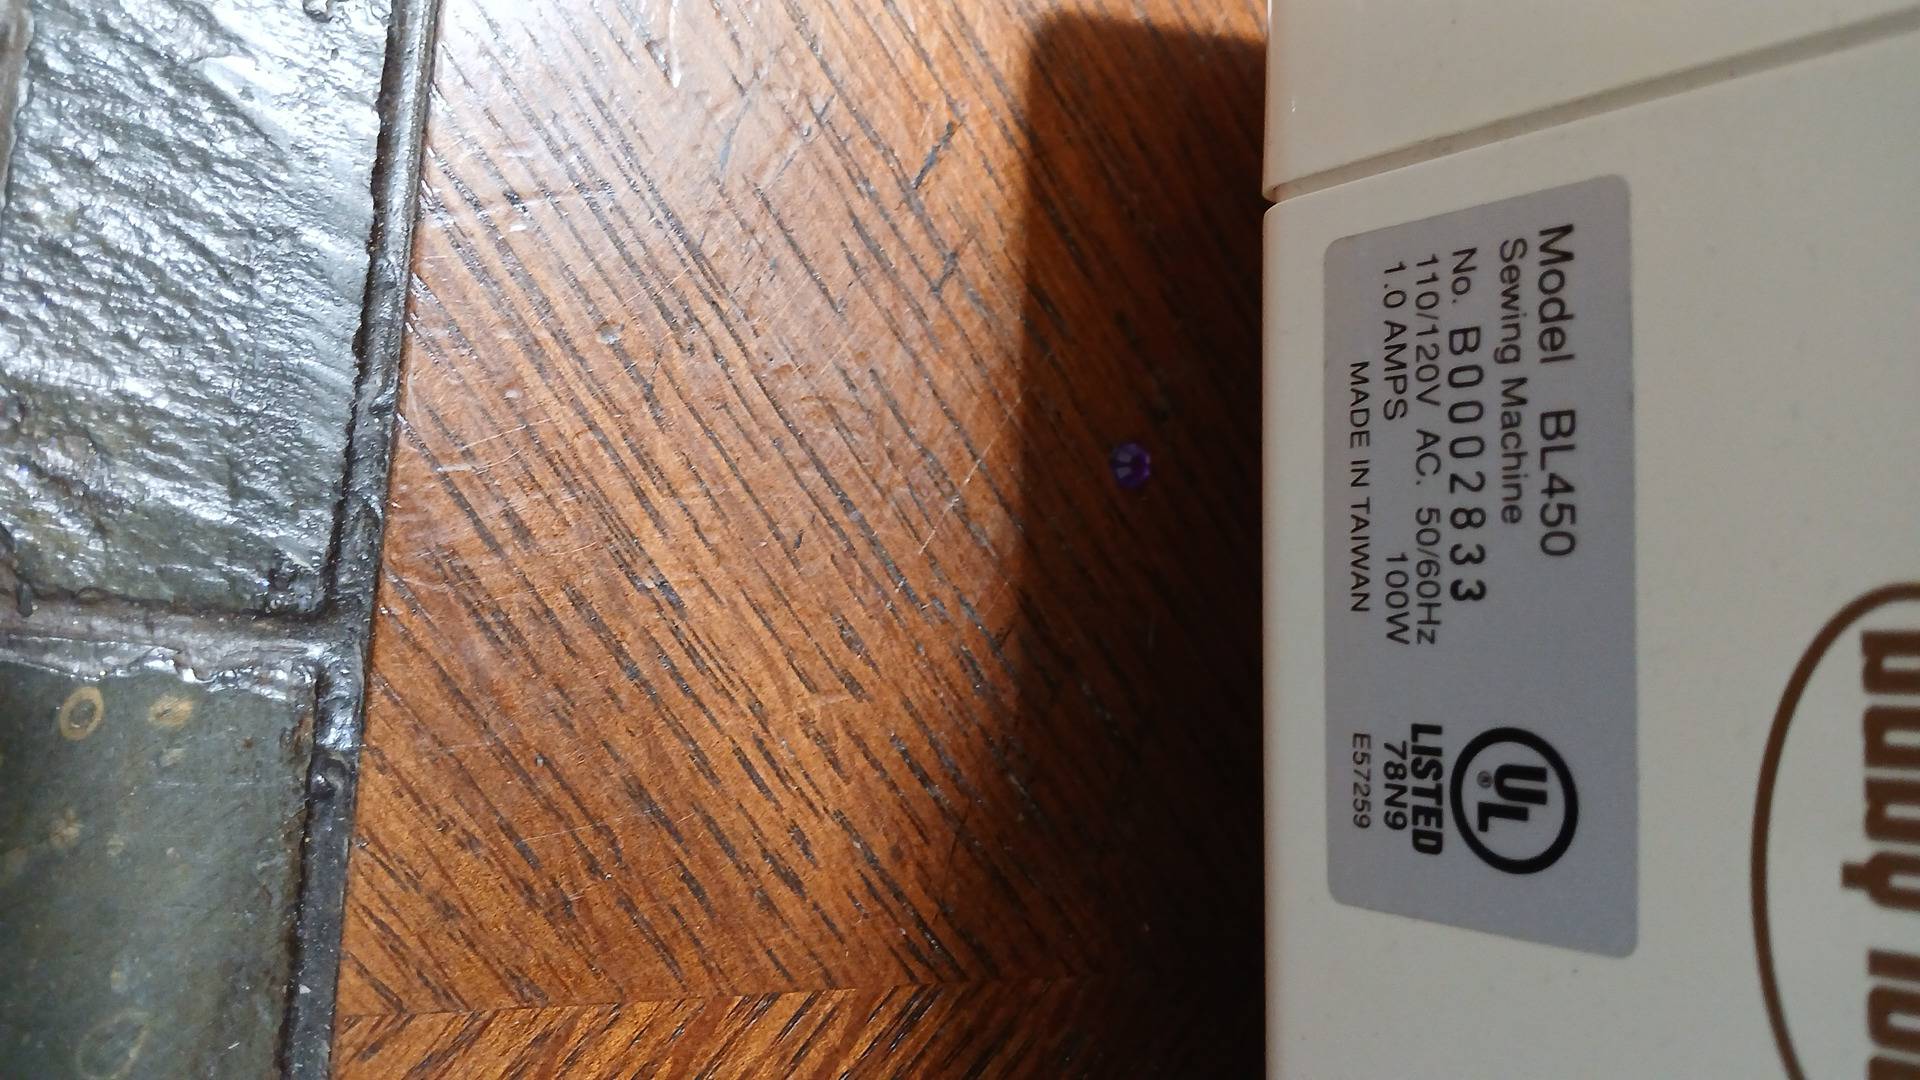 Model BL450
Sewing Machine
No. B0002833
110/120V AC. 50/60Hz
1.0 AMPS 100W
MADE IN TAIWAN
UL®
LISTED
78N9
E57259
baby